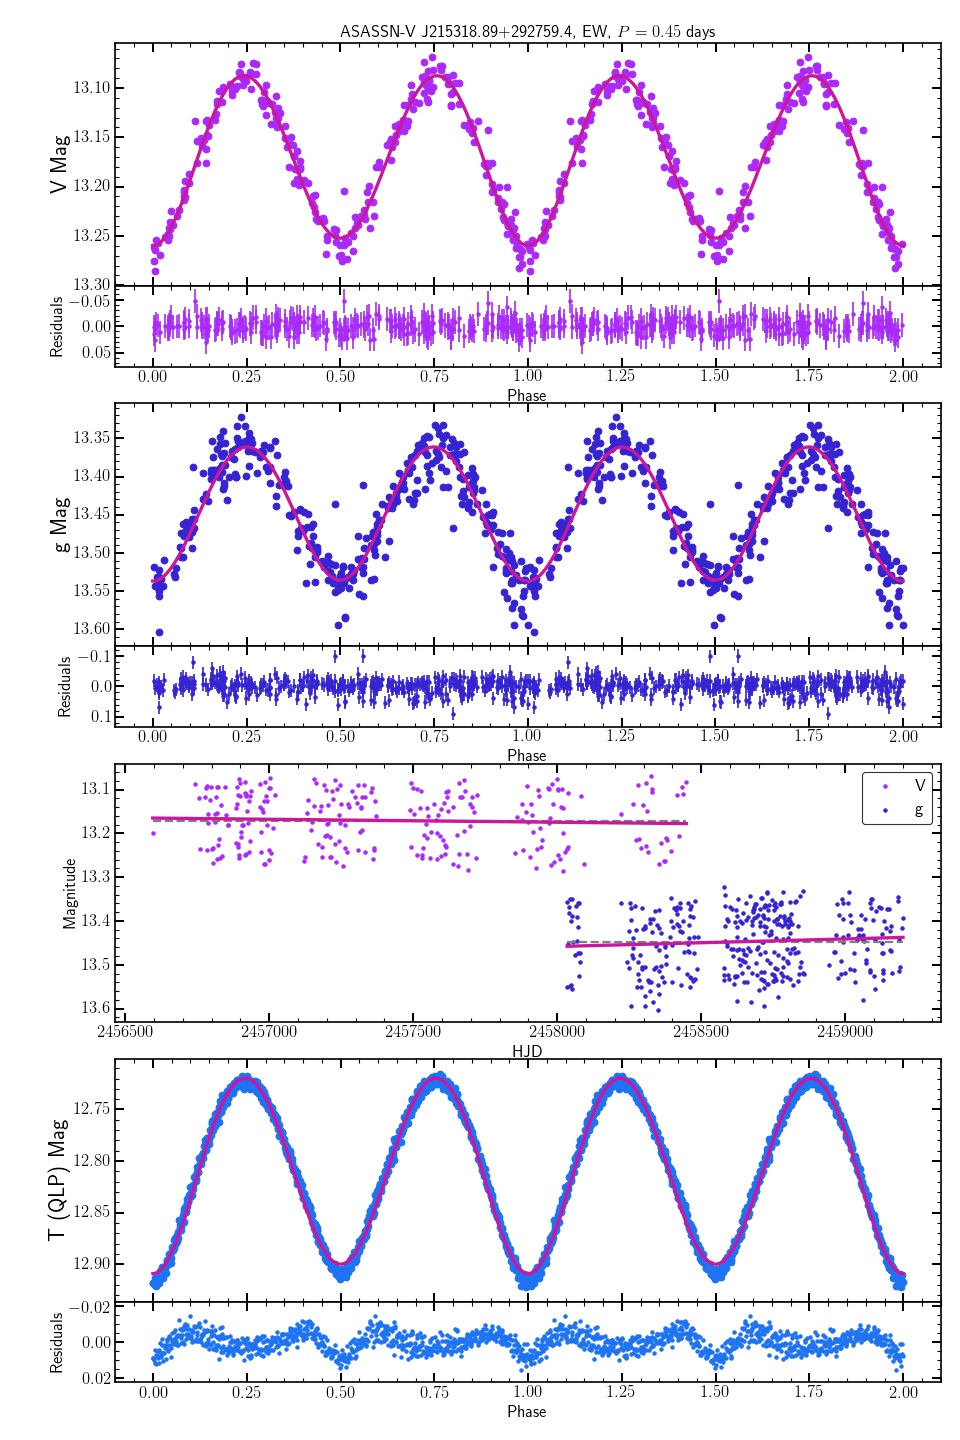 ASASSN-V J215318.89+292759.4, EW, P = 0.45 days
V Mag
13.10
13.15
13.20
13.25
13.30
Residuals
−0.05
0.00
0.05
0.00 0.25 0.50 0.75 1.00 1.25 1.50 1.75 2.00
Phase
g Mag
13.35
13.40
13.45
13.50
13.55
13.60
Residuals
−0.1
0.0
0.1
0.00 0.25 0.50 0.75 1.00 1.25 1.50 1.75 2.00
Phase
Magnitude
13.1
13.2
13.3
13.4
13.5
13.6
V
g
2456500 2457000 2457500 2458000 2458500 2459000
HJD
T (QLP) Mag
12.75
12.80
12.85
12.90
Residuals
−0.02
0.00
0.02
0.00 0.25 0.50 0.75 1.00 1.25 1.50 1.75 2.00
Phase